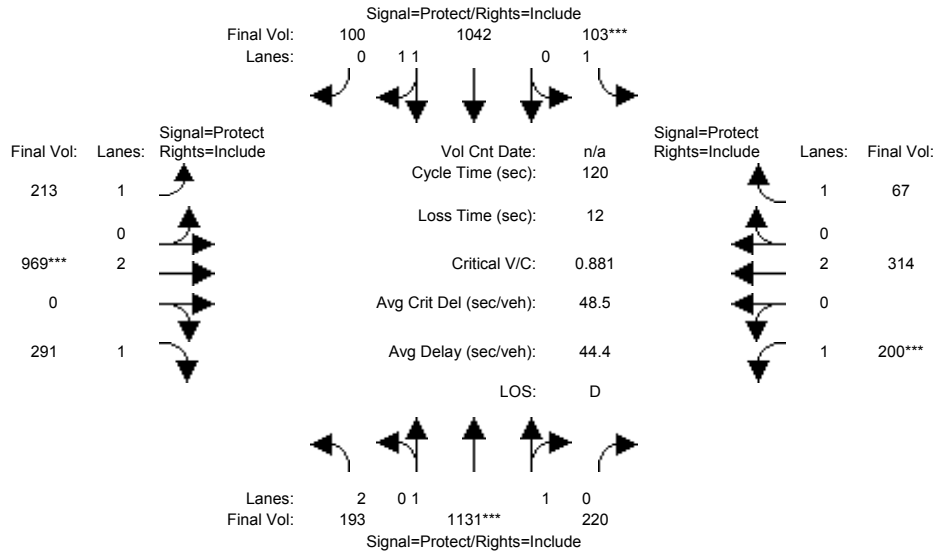 Signal=Protect/Rights=Include
Final Vol: 100 1042 103***
Lanes: 0 1 1 0 1
Signal=Protect Signal=Protect
Final Vol: Lanes: Rights=Include Vol Cnt Date: n/a Rights=Include Lanes: Final Vol:
Cycle Time (sec): 120
213 1 1 67
Loss Time (sec): 12
0 0
969*** 2 Critical V/C: 0.881 2 314
0 Avg Crit Del (sec/veh): 48.5 0
291 1 Avg Delay (sec/veh): 44.4 1 200***
LOS: D
Lanes: 2 0 1 1 0
Final Vol: 193 1131*** 220
Signal=Protect/Rights=Include